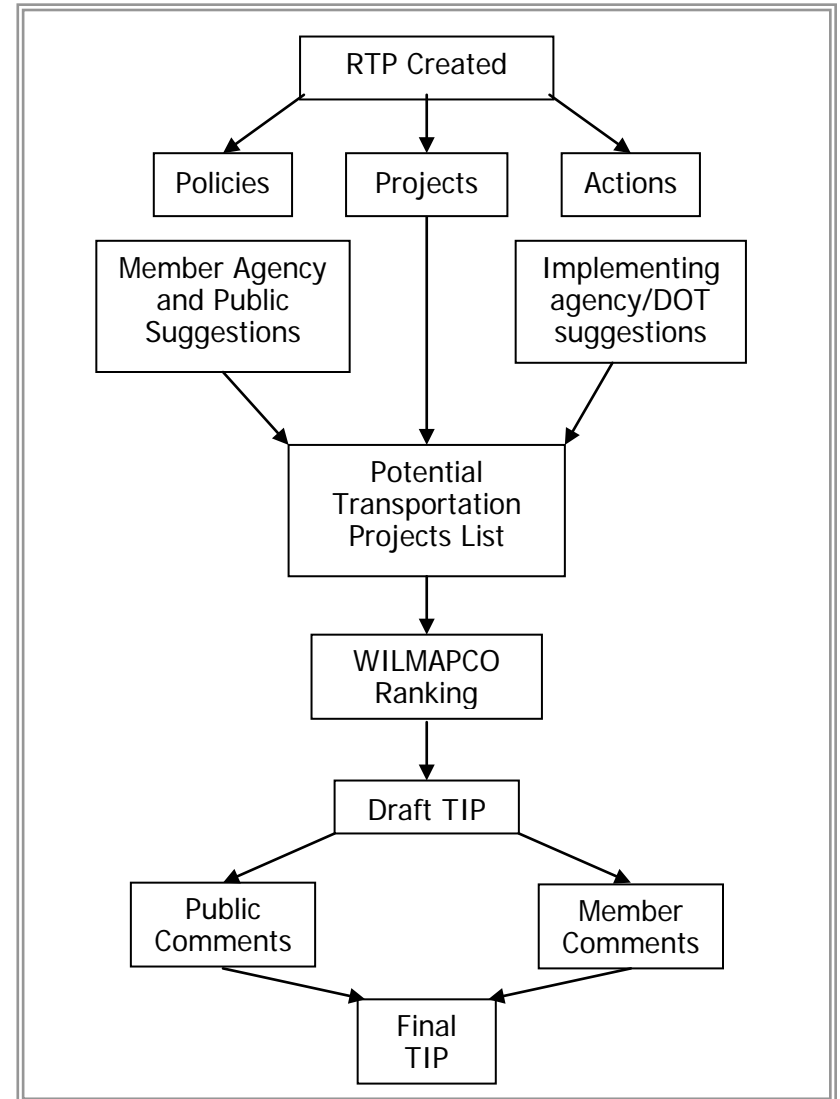 RTP Created
Policies
Projects
Actions
Member Agency
and Public
Suggestions
Implementing
agency/DOT
suggestions
Potential
Transportation
Projects List
WILMAPCO
Ranking
Draft TIP
Public
Comments
Member
Comments
Final
TIP